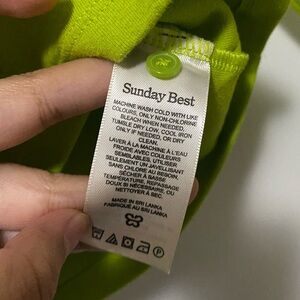 Sunday Best
MACHINE WASH COLD WITH LIKE
COLOURS, ONLY NON-CHLORINE
BLEACH WHEN NEEDED,
TUMBLE DRY LOW, COOL IRON
ONLY IF NEEDED, OR DRY
CLEAN.
LAVER À LA MACHINE À L'EAU
FROIDE AVEC COULEURS
SEMBLABLES, UTILISER
SEULEMENT UN JAVELLISANT
SANS CHLORE AU BESOIN,
SÉCHER À BASSE
TEMPÉRATURE, REPASSAGE
DOUX SI NÉCESSAIRE, OU
NETTOYER À SEC.
MADE IN SRI LANKA
FABRIQUÉ AU SRI LANKA